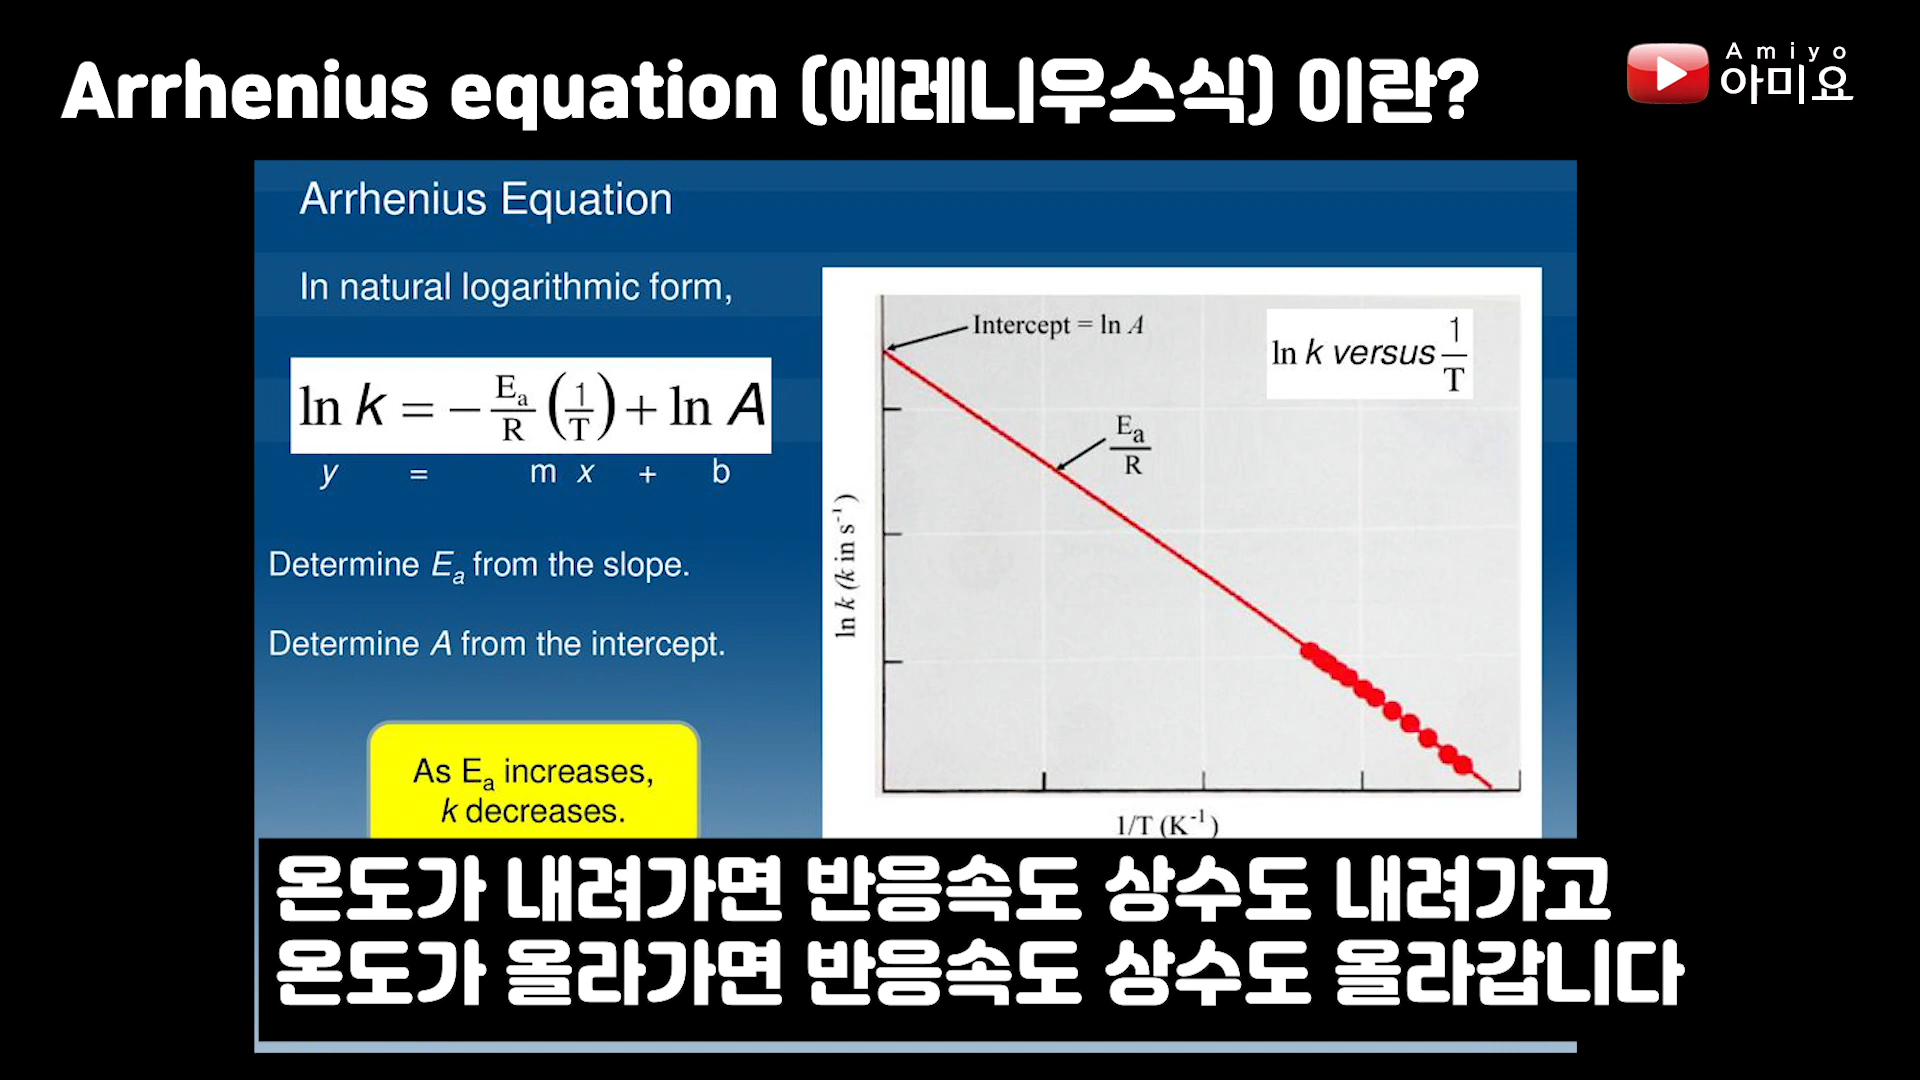 Arrhenius equation (에레니우스식) 이란?
Amiyo
아미요
Arrhenius Equation
In natural logarithmic form,
ln k = - Ea/R (1/T) + ln A
y = m x + b
Determine Ea from the slope.
Determine A from the intercept.
As Ea increases,
k decreases.
Intercept = ln A
ln k versus 1/T
Ea/R
ln k (k in s⁻¹)
1/T (K⁻¹)
온도가 내려가면 반응속도 상수도 내려가고
온도가 올라가면 반응속도 상수도 올라갑니다